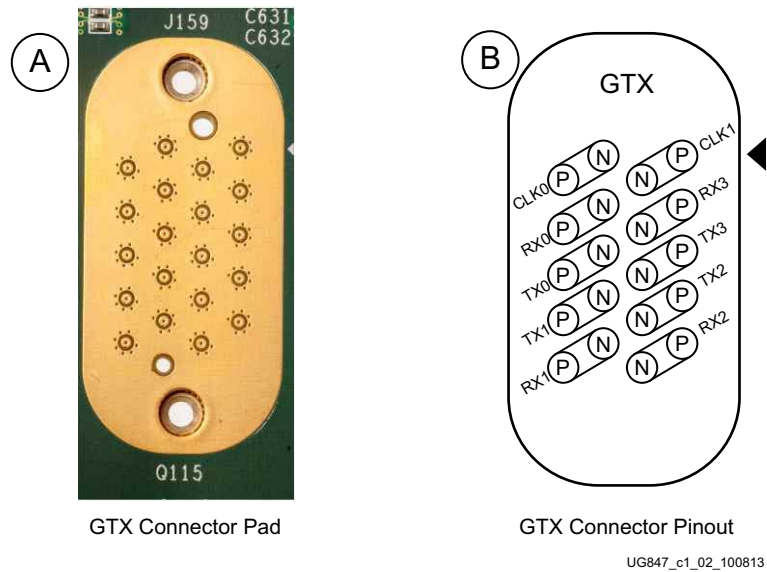 A
J159
C631
C632
Q115
GTX Connector Pad
B
GTX
CLK0 P N
N P CLK1
RX0 P N
N P RX3
TX0 P N
N P TX3
TX1 P N
N P TX2
RX1 P N
N P RX2
GTX Connector Pinout
UG847_c1_02_100813